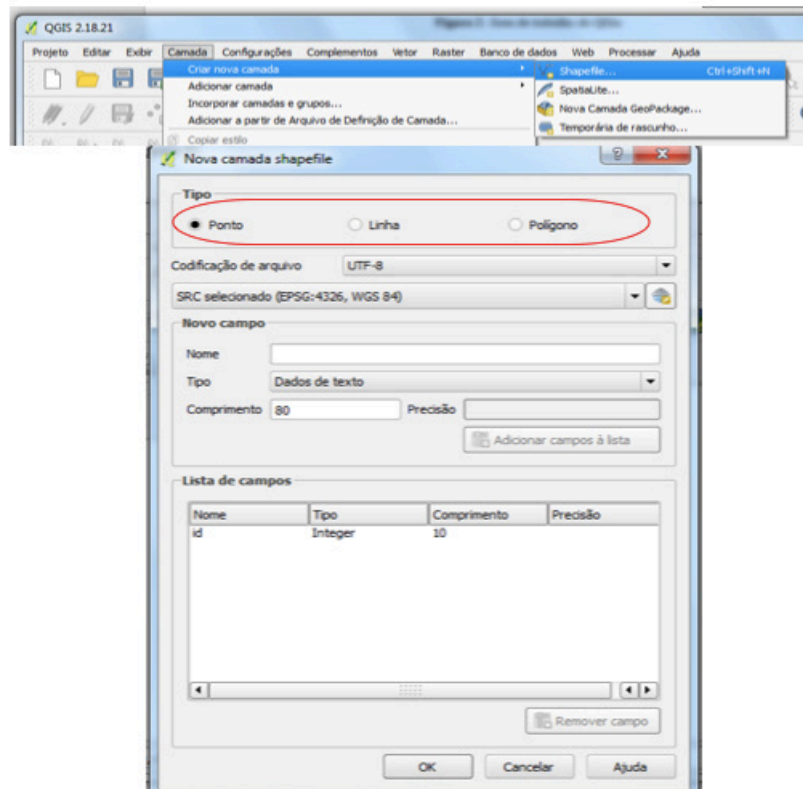 QGIS 2.18.21
Projeto Editar Exibir Camada Configurações Complementos Vetor Raster Banco de dados Web Processar Ajuda
Criar nova camada
Adicionar camada
Incorporar camadas e grupos...
Adicionar a partir de Arquivo de Definição de Camada...
Copiar estilo
Shapefile... Ctrl+Shift+N
SpatiaLite...
Nova Camada GeoPackage...
Temporária de rascunho...
Nova camada shapefile
Tipo
Ponto Linha Polígono
Codificação de arquivo UTF-8
SRC selecionado (EPSG:4326, WGS 84)
Novo campo
Nome
Tipo Dados de texto
Comprimento 80 Precisão
Adicionar campos à lista
Lista de campos
Nome Tipo Comprimento Precisão
id Integer 10
Remover campo
OK Cancelar Ajuda